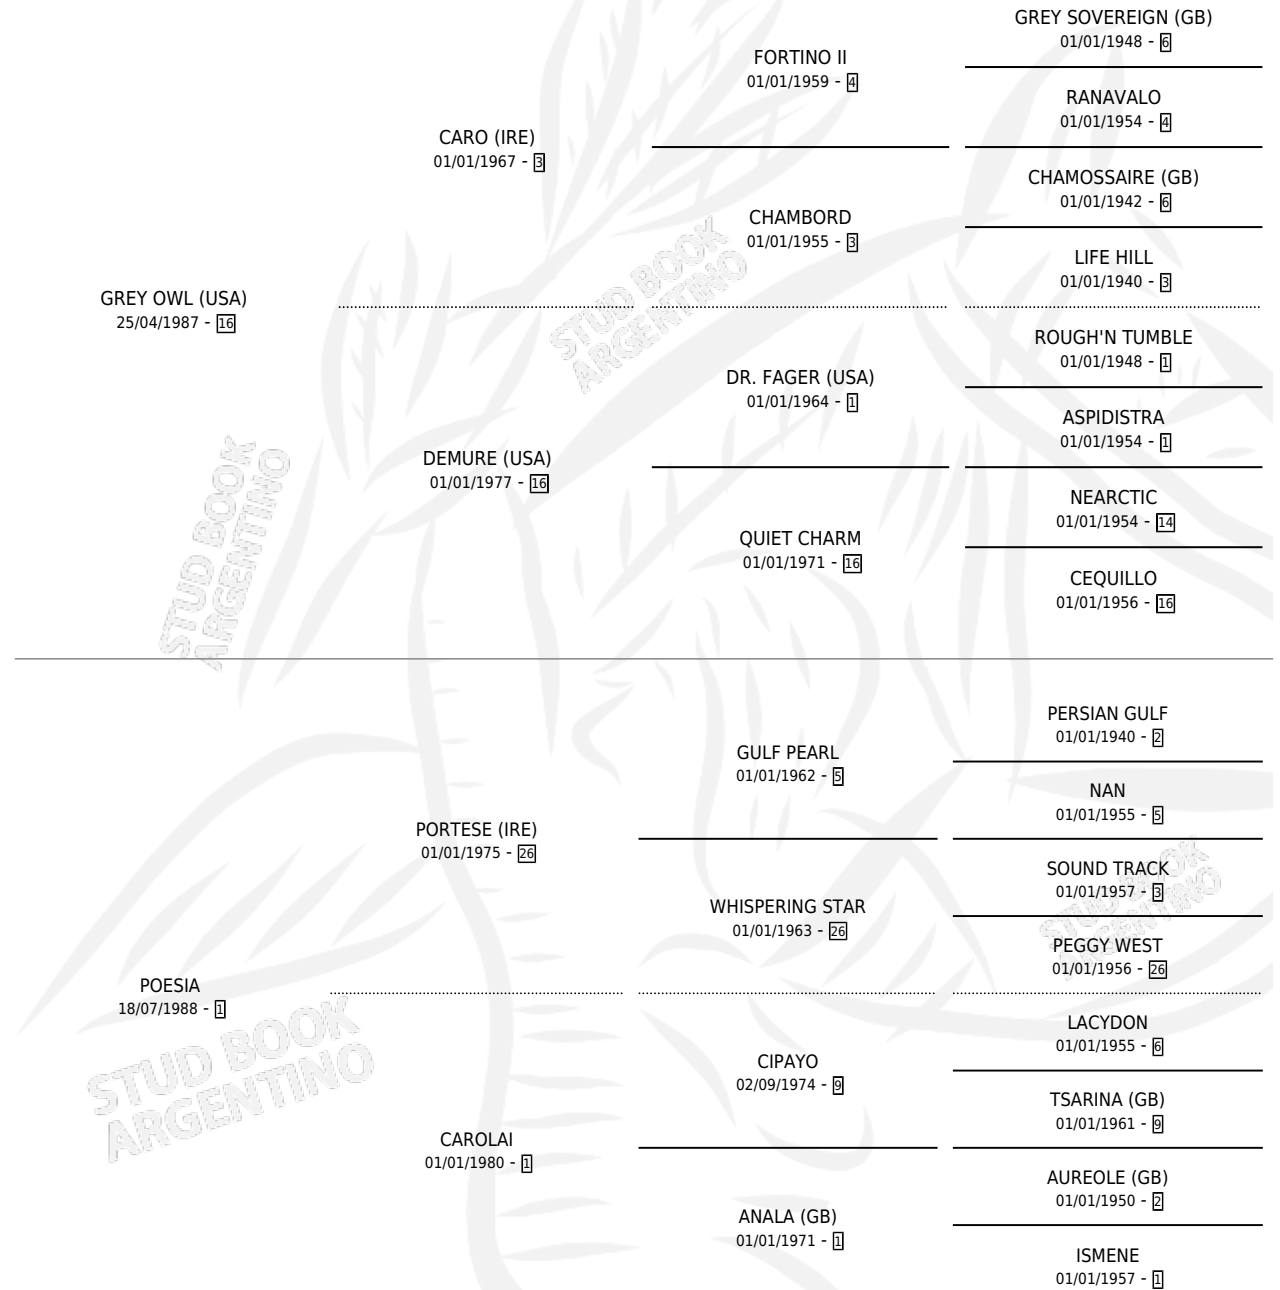 GREY SOVEREIGN (GB)
01/01/1948 - 6
FORTINO II
01/01/1959 - 4
RANAVALO
01/01/1954 - 4
CARO (IRE)
01/01/1967 - 3
CHAMOSSAIRE (GB)
01/01/1942 - 6
CHAMBORD
01/01/1955 - 3
LIFE HILL
01/01/1940 - 3
GREY OWL (USA)
25/04/1987 - 16
ROUGH'N TUMBLE
01/01/1948 - 1
DR. FAGER (USA)
01/01/1964 - 1
ASPIDISTRA
01/01/1954 - 1
DEMURE (USA)
01/01/1977 - 16
NEARCTIC
01/01/1954 - 14
QUIET CHARM
01/01/1971 - 16
CEQUILLO
01/01/1956 - 16
STUD BOOK
ARGENTINO
STUD BOOK
ARGENTINO
PERSIAN GULF
01/01/1940 - 2
GULF PEARL
01/01/1962 - 5
NAN
01/01/1955 - 5
PORTESE (IRE)
01/01/1975 - 26
SOUND TRACK
01/01/1957 - 3
WHISPERING STAR
01/01/1963 - 26
PEGGY WEST
01/01/1956 - 26
STUD BOOK
ARGENTINO
POESIA
18/07/1988 - 1
LACYDON
01/01/1955 - 6
CIPAYO
02/09/1974 - 9
TSARINA (GB)
01/01/1961 - 9
STUD BOOK
ARGENTINO
CAROLAI
01/01/1980 - 1
AUREOLE (GB)
01/01/1950 - 2
ANALA (GB)
01/01/1971 - 1
ISMENE
01/01/1957 - 1